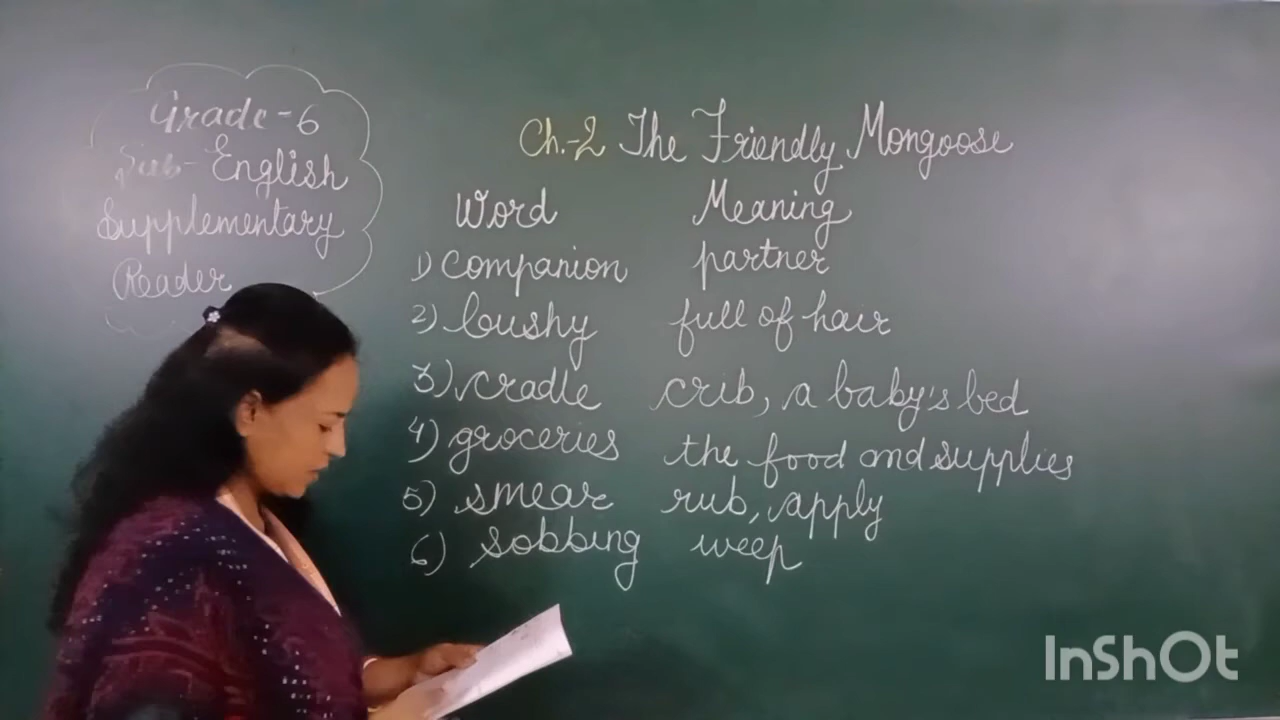 Grade-6
Sub- English
Supplementary
Reader
Ch.-2 The Friendly Mongoose
Word Meaning
1) companion partner
2) bushy full of hair
3) cradle crib, a baby's bed
4) groceries the food and supplies
5) smear rub, apply
6) sobbing weep
InShOt